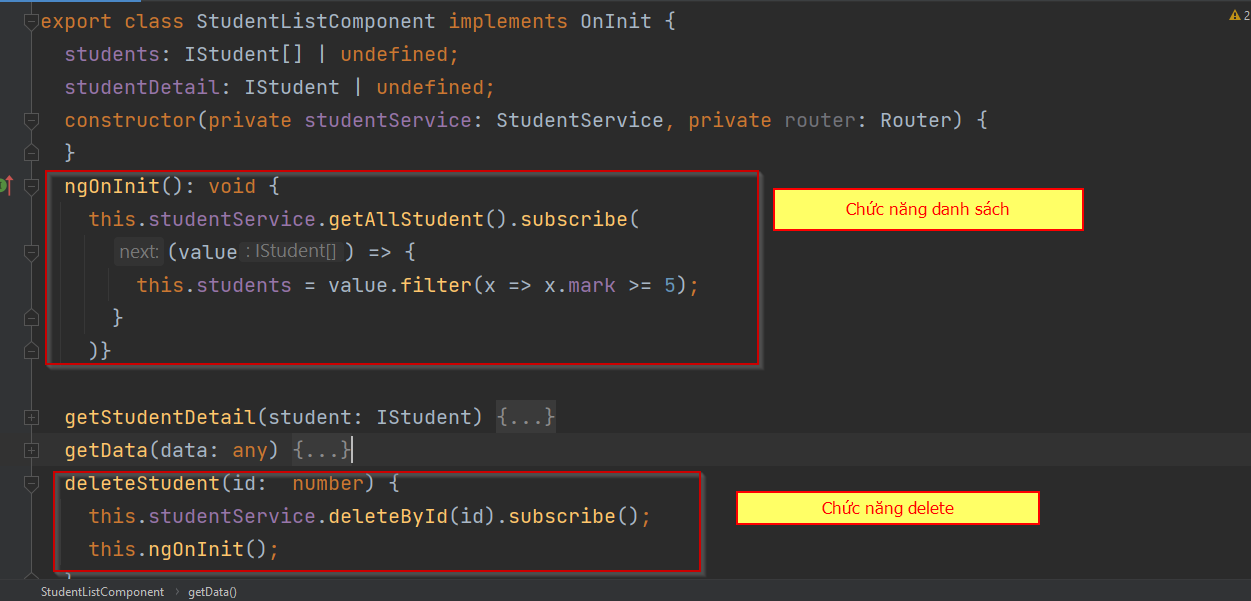 export class StudentListComponent implements OnInit {
2
students: IStudent[] | undefined;
studentDetail: IStudent | undefined;
constructor(private studentService: StudentService, private router: Router) {
}
ngOnInit(): void {
Chức năng danh sách
this.studentService.getAllStudent().subscribe(
next: (value : IStudent[] ) => {
this.students = value.filter(x => x.mark >= 5);
}
)}
getStudentDetail(student: IStudent) {...}
getData(data: any) {...}
deleteStudent(id:  number) {
Chức năng delete
this.studentService.deleteById(id).subscribe();
this.ngOnInit();
}
StudentListComponent › getData()